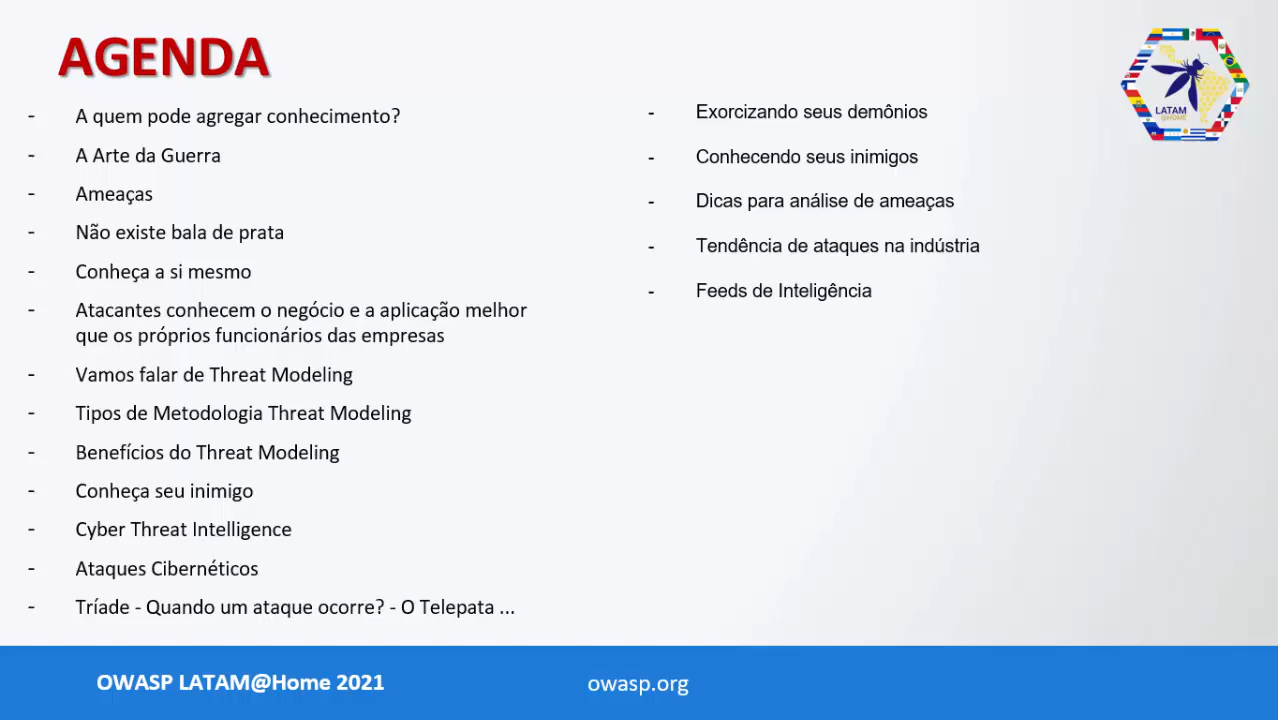 AGENDA
- A quem pode agregar conhecimento?
- A Arte da Guerra
- Ameaças
- Não existe bala de prata
- Conheça a si mesmo
- Atacantes conhecem o negócio e a aplicação melhor
que os próprios funcionários das empresas
- Vamos falar de Threat Modeling
- Tipos de Metodologia Threat Modeling
- Benefícios do Threat Modeling
- Conheça seu inimigo
- Cyber Threat Intelligence
- Ataques Cibernéticos
- Tríade - Quando um ataque ocorre? - O Telepata ...
- Exorcizando seus demônios
- Conhecendo seus inimigos
- Dicas para análise de ameaças
- Tendência de ataques na indústria
- Feeds de Inteligência
LATAM
@HOME
OWASP LATAM@Home 2021
owasp.org